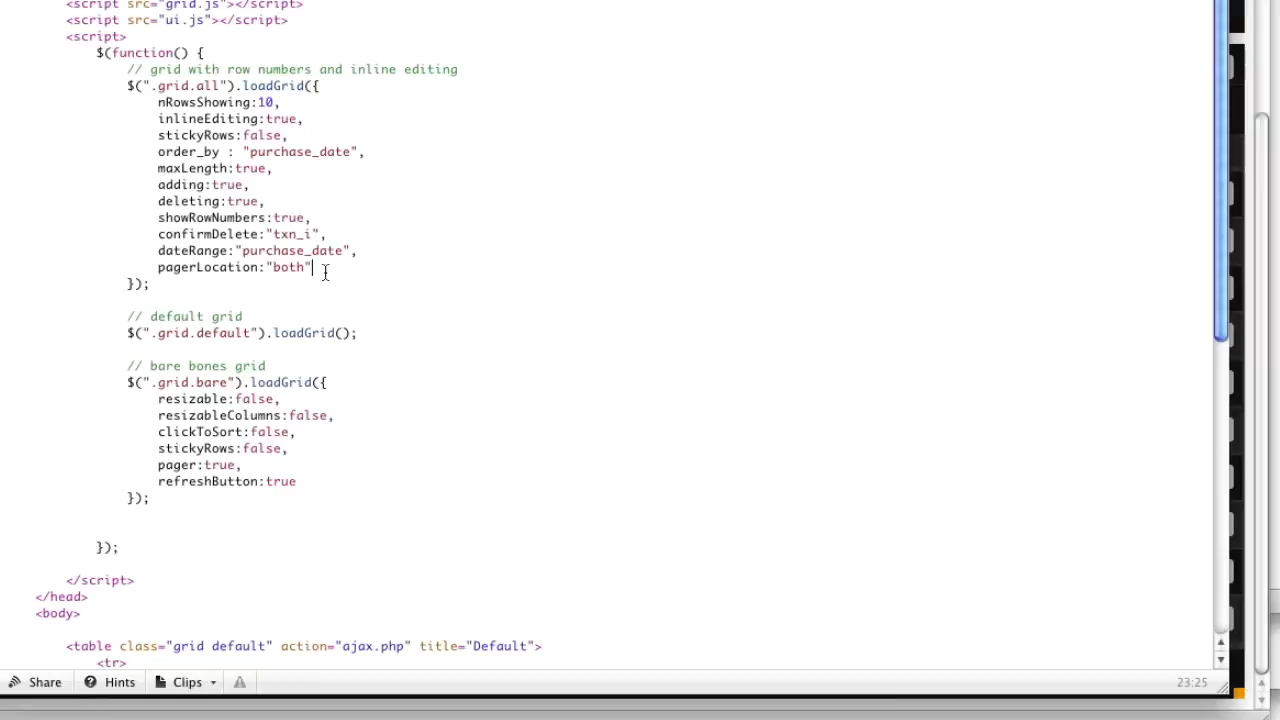 <script src="grid.js"></script>
<script src="ui.js"></script>
<script>
$(function() {
// grid with row numbers and inline editing
$(".grid.all").loadGrid({
nRowsShowing:10,
inlineEditing:true,
stickyRows:false,
order_by : "purchase_date",
maxLength:true,
adding:true,
deleting:true,
showRowNumbers:true,
confirmDelete:"txn_i",
dateRange:"purchase_date",
pagerLocation:"both"
});
// default grid
$(".grid.default").loadGrid();
// bare bones grid
$(".grid.bare").loadGrid({
resizable:false,
resizableColumns:false,
clickToSort:false,
stickyRows:false,
pager:true,
refreshButton:true
});
});
</script>
</head>
<body>
<table class="grid default" action="ajax.php" title="Default">
<tr>
Share Hints Clips 23:25